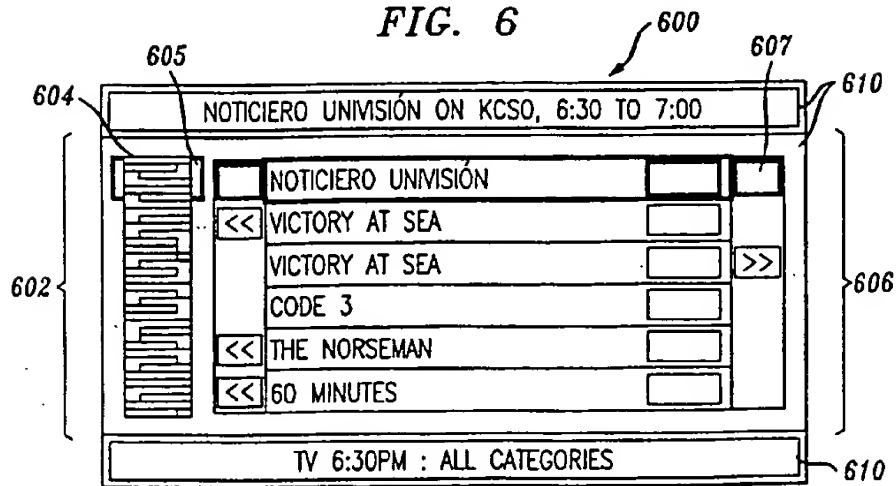 FIG. 6
600
607
605
604
610
NOTICIERO UNIVISIÓN ON KCSO, 6:30 TO 7:00
NOTICIERO UNIVISIÓN
<< VICTORY AT SEA
VICTORY AT SEA >>
602
606
CODE 3
<< THE NORSEMAN
<< 60 MINUTES
TV 6:30PM : ALL CATEGORIES
610